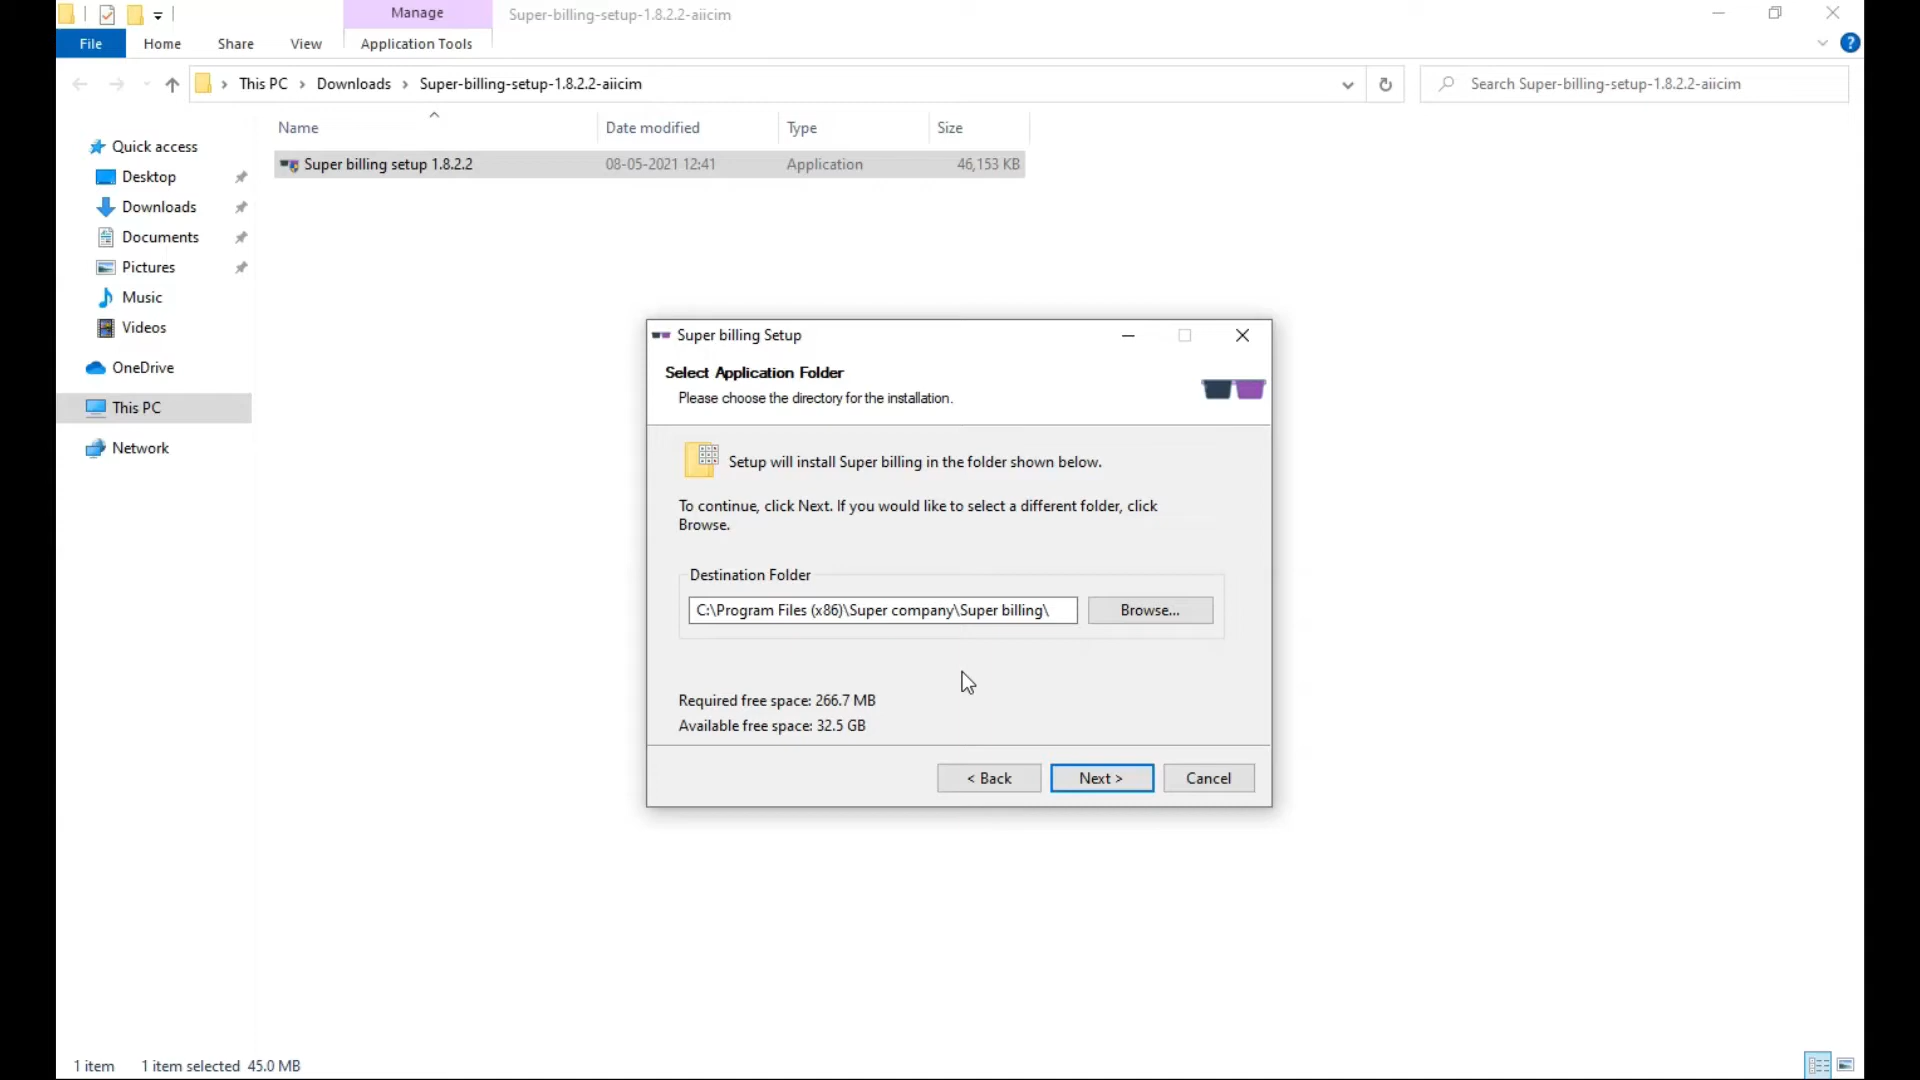 Manage
Super-billing-setup-1.8.2.2-aiicim
File
Home
Share
View
Application Tools
This PC
Downloads
Super-billing-setup-1.8.2.2-aiicim
Search Super-billing-setup-1.8.2.2-aiicim
Name
Date modified
Type
Size
Super billing setup 1.8.2.2
08-05-2021 12:41
Application
46,153 KB
Quick access
Desktop
Downloads
Documents
Pictures
Music
Videos
OneDrive
This PC
Network
Super billing Setup
Select Application Folder
Please choose the directory for the installation.
Setup will install Super billing in the folder shown below.
To continue, click Next. If you would like to select a different folder, click
Browse.
Destination Folder
C:\Program Files (x86)\Super company\Super billing\
Browse...
Required free space: 266.7 MB
Available free space: 32.5 GB
< Back
Next >
Cancel
1 item
1 item selected 45.0 MB